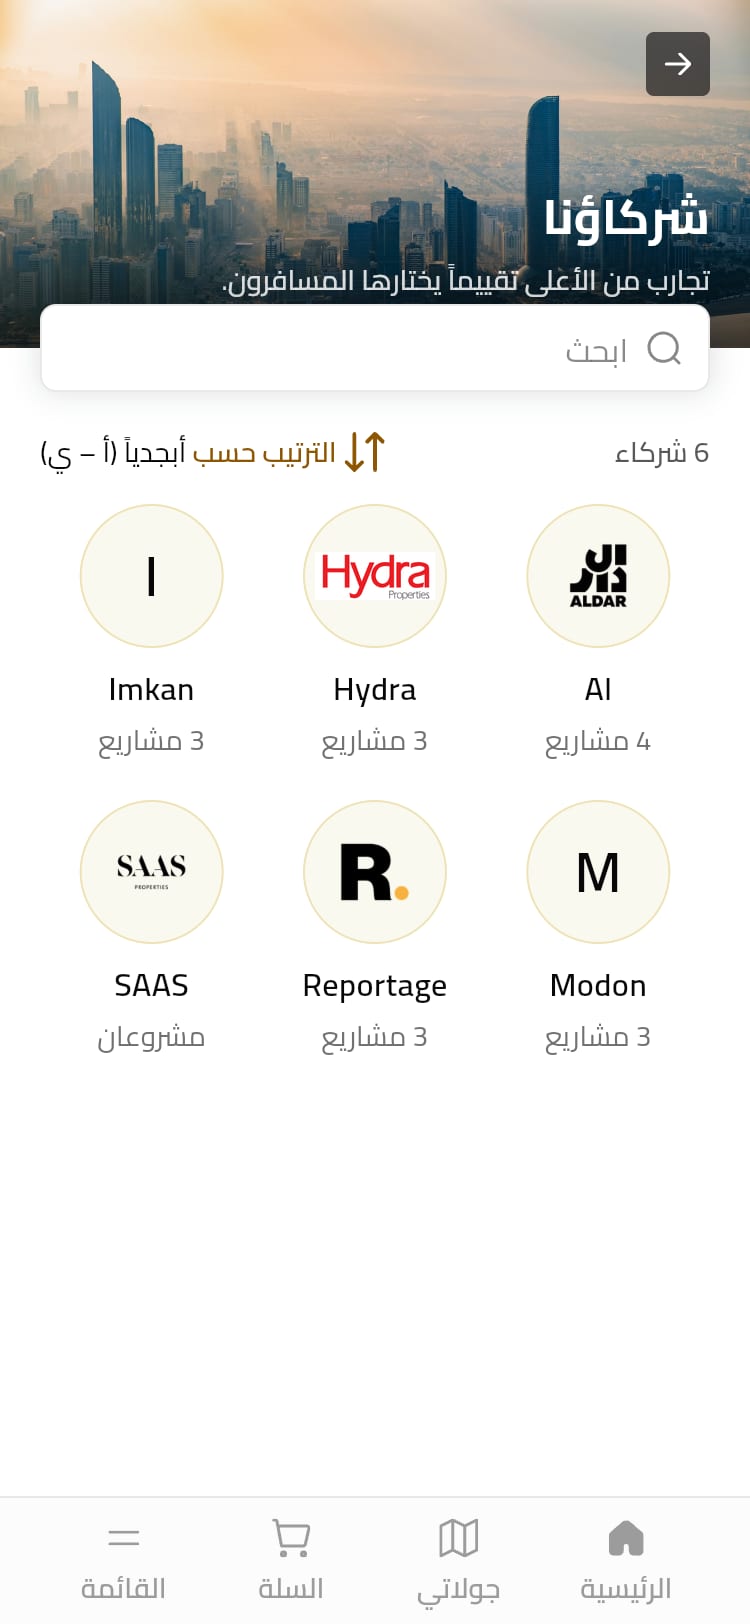 شركاؤنا
تجارب من الأعلى تقييماً يختارها المسافرون.
ابحث
6 شركاء
الترتيب حسب أبجدياً (أ – ي)
الدار
ALDAR
Hydra
Properties
I
Al
Hydra
Imkan
4 مشاريع
3 مشاريع
3 مشاريع
M
R.
SAAS
PROPERTIES
Modon
Reportage
SAAS
3 مشاريع
3 مشاريع
مشروعان
الرئيسية
جولاتي
السلة
القائمة